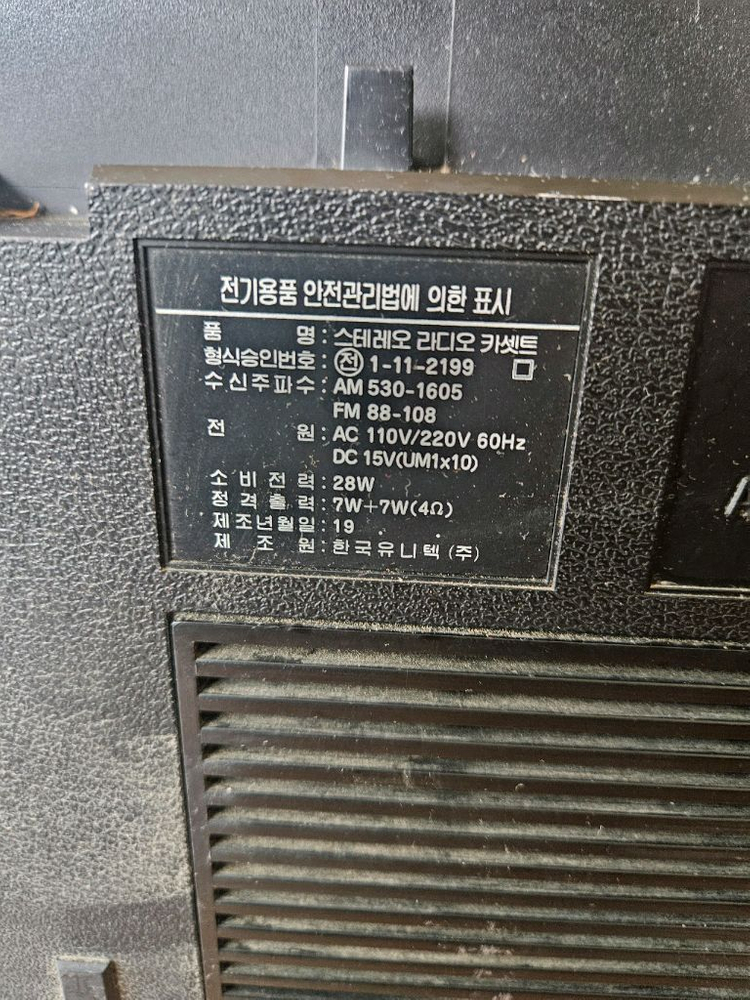 전기용품 안전관리법에 의한 표시
품 명 : 스테레오 라디오 카셋트
형식승인번호 : 전 1-11-2199
수신주파수 : AM 530-1605
FM 88-108
전 원 : AC 110V/220V 60Hz
DC 15V(UM1x10)
소비전력 : 28W
정격출력 : 7W+7W(4Ω)
제조년월일 : 19
제 조 원 : 한국유니텍 (주)